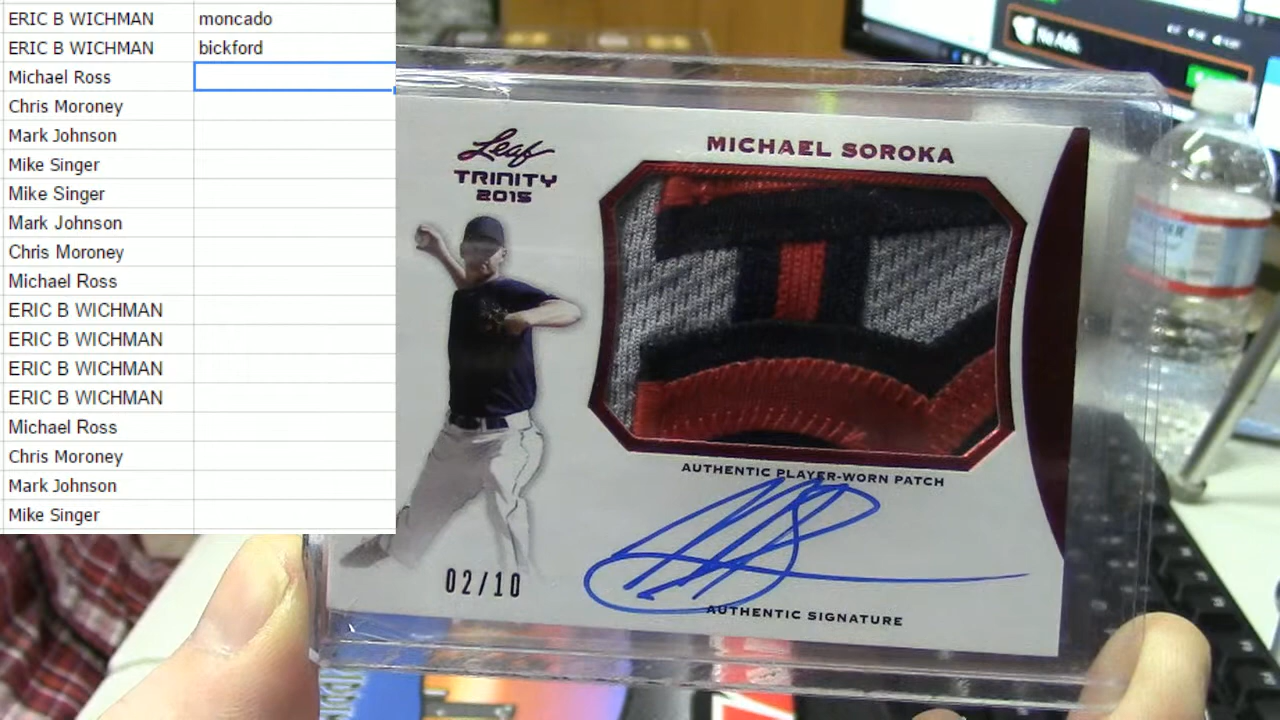 ERIC B WICHMAN moncado
ERIC B WICHMAN bickford
Michael Ross
Chris Moroney
Mark Johnson
Mike Singer
Mike Singer
Mark Johnson
Chris Moroney
Michael Ross
ERIC B WICHMAN
ERIC B WICHMAN
ERIC B WICHMAN
ERIC B WICHMAN
Michael Ross
Chris Moroney
Mark Johnson
Mike Singer
No Ads.
Leaf
TRINITY
2015
MICHAEL SOROKA
AUTHENTIC PLAYER-WORN PATCH
02/10
AUTHENTIC SIGNATURE